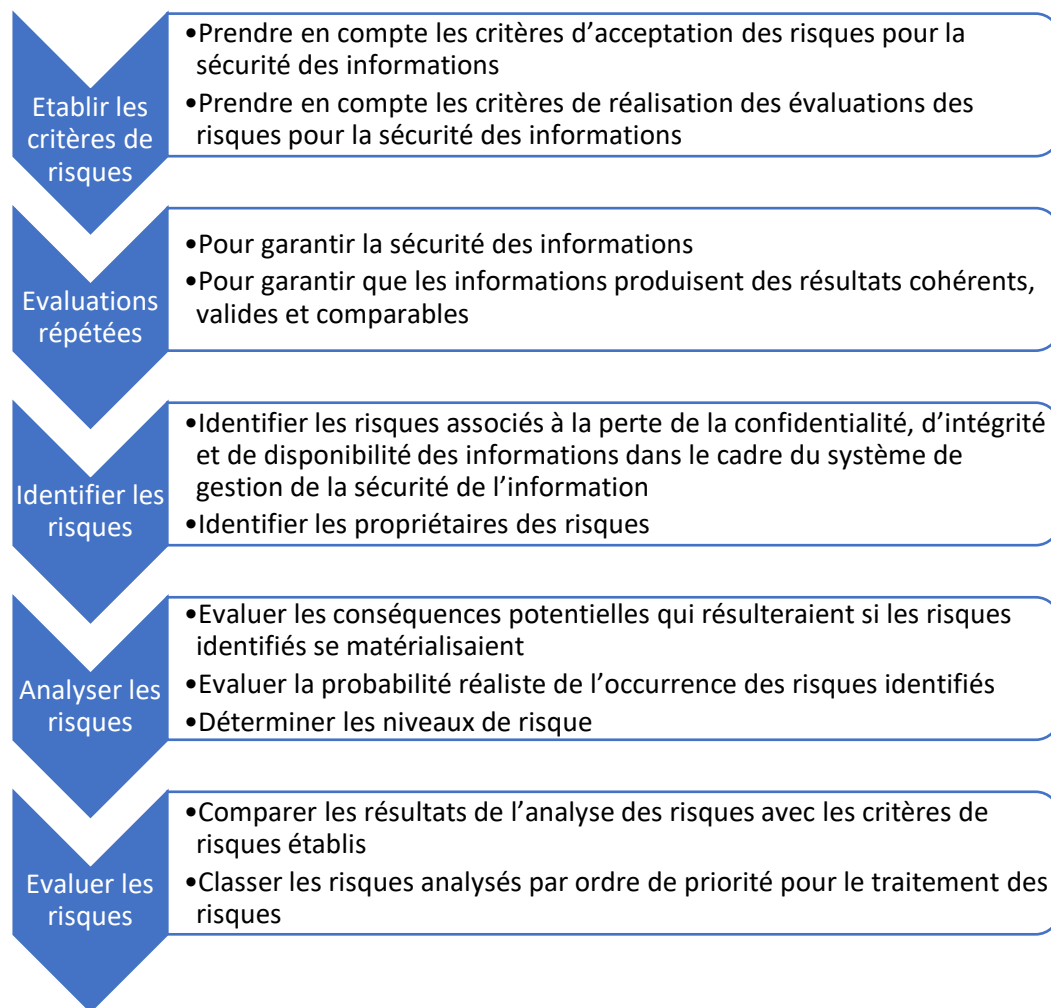 Etablir les
critères de
risques
•Prendre en compte les critères d’acceptation des risques pour la
sécurité des informations
•Prendre en compte les critères de réalisation des évaluations des
risques pour la sécurité des informations
Evaluations
répétées
•Pour garantir la sécurité des informations
•Pour garantir que les informations produisent des résultats cohérents,
valides et comparables
Identifier les
risques
•Identifier les risques associés à la perte de la confidentialité, d’intégrité
et de disponibilité des informations dans le cadre du système de
gestion de la sécurité de l’information
•Identifier les propriétaires des risques
Analyser les
risques
•Evaluer les conséquences potentielles qui résulteraient si les risques
identifiés se matérialisaient
•Evaluer la probabilité réaliste de l’occurrence des risques identifiés
•Déterminer les niveaux de risque
Evaluer les
risques
•Comparer les résultats de l’analyse des risques avec les critères de
risques établis
•Classer les risques analysés par ordre de priorité pour le traitement des
risques